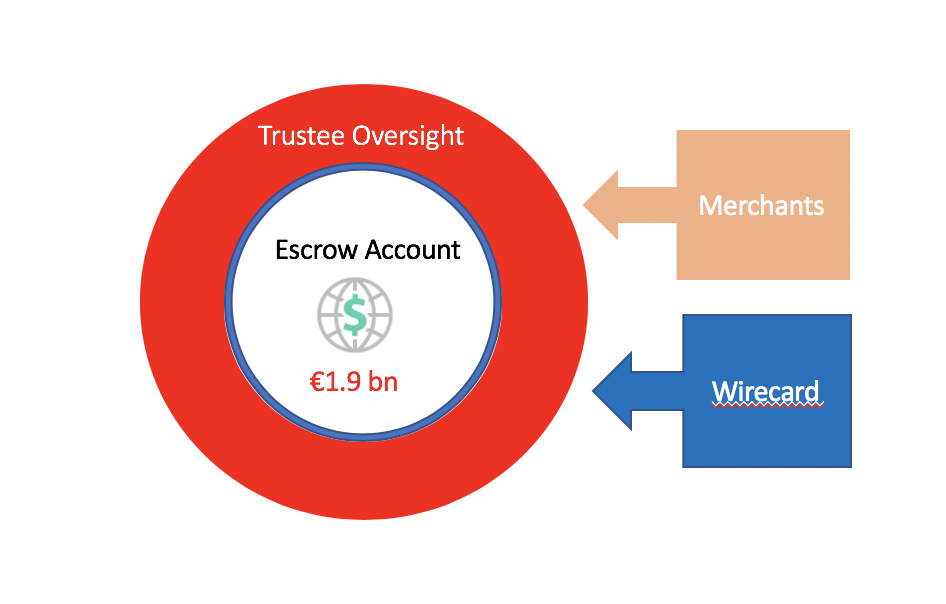 Trustee Oversight
Escrow Account
$
€1.9 bn
Merchants
Wirecard